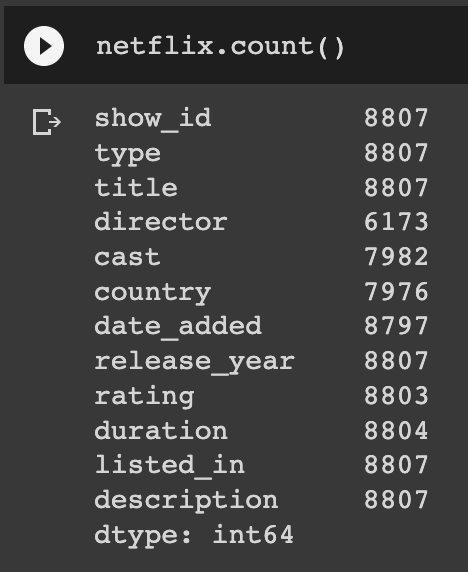 netflix.count()
show_id 8807
type 8807
title 8807
director 6173
cast 7982
country 7976
date_added 8797
release_year 8807
rating 8803
duration 8804
listed_in 8807
description 8807
dtype: int64